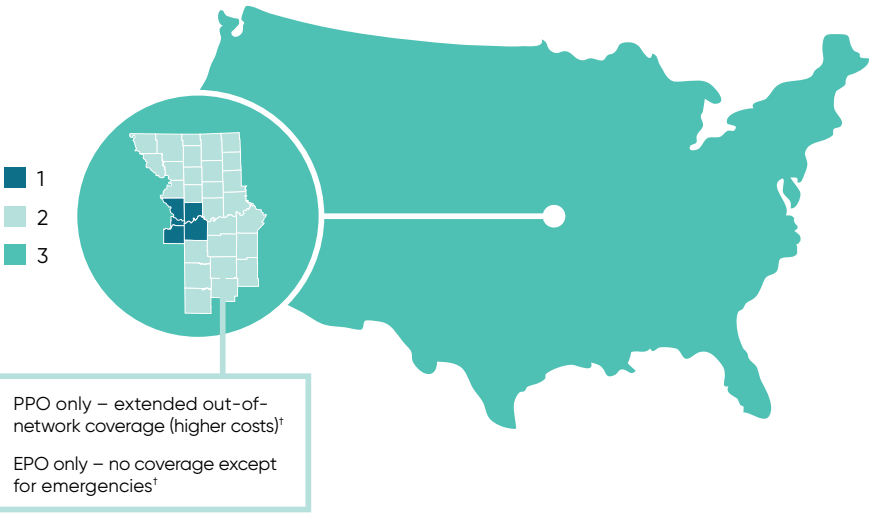 1
2
3
PPO only – extended out-of-
network coverage (higher costs)†
EPO only – no coverage except
for emergencies†